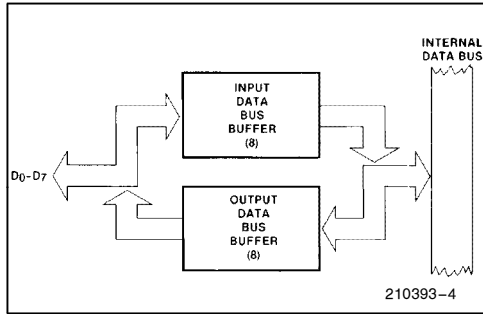 INTERNAL
DATA BUS
INPUT
DATA
BUS
BUFFER
(8)
D0-D7
OUTPUT
DATA
BUS
BUFFER
(8)
210393-4